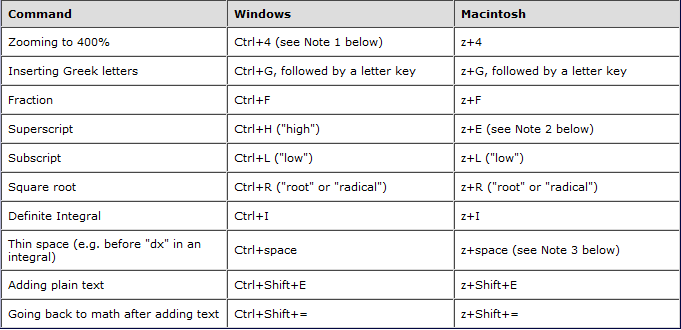 Command Windows Macintosh
Zooming to 400% Ctrl+4 (see Note 1 below) z+4
Inserting Greek letters Ctrl+G, followed by a letter key z+G, followed by a letter key
Fraction Ctrl+F z+F
Superscript Ctrl+H ("high") z+E (see Note 2 below)
Subscript Ctrl+L ("low") z+L ("low")
Square root Ctrl+R ("root" or "radical") z+R ("root" or "radical")
Definite Integral Ctrl+I z+I
Thin space (e.g. before "dx" in an
integral) Ctrl+space z+space (see Note 3 below)
Adding plain text Ctrl+Shift+E z+Shift+E
Going back to math after adding text Ctrl+Shift+= z+Shift+=